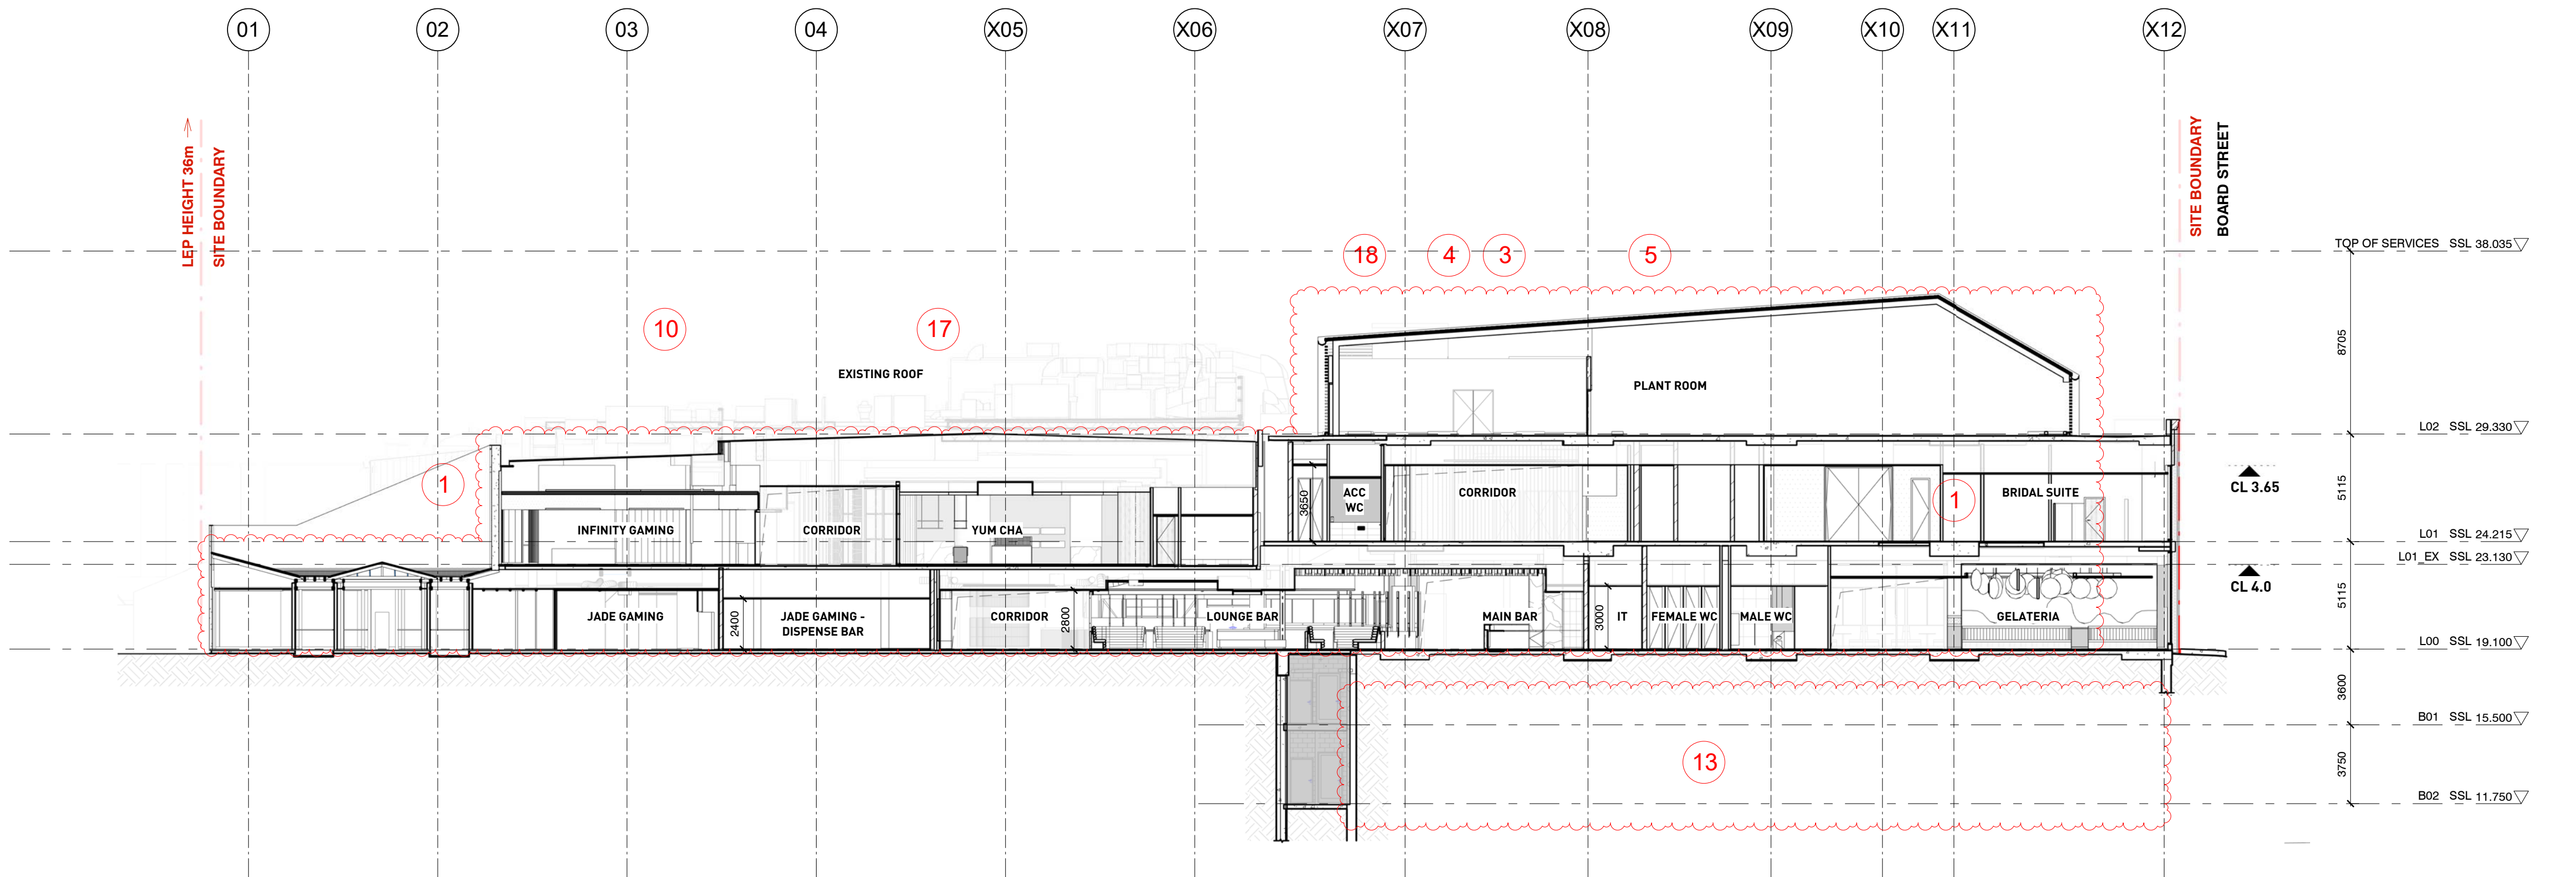 01
02
03
04
X05
X06
X07
X08
X09
X10
X11
X12
LEP HEIGHT 36m
SITE BOUNDARY
SITE BOUNDARY
BOARD STREET
TOP OF SERVICES SSL 38.035
18
4
3
5
10
17
8705
EXISTING ROOF
PLANT ROOM
L02 SSL 29.330
1
CL 3.65
5115
3650
ACC
WC
CORRIDOR
1
BRIDAL SUITE
INFINITY GAMING
CORRIDOR
YUM CHA
L01 SSL 24.215
L01_EX SSL 23.130
CL 4.0
5115
JADE GAMING
2400
JADE GAMING -
DISPENSE BAR
CORRIDOR
2800
LOUNGE BAR
MAIN BAR
3000
IT
FEMALE WC
MALE WC
GELATERIA
L00 SSL 19.100
3600
B01 SSL 15.500
13
3750
B02 SSL 11.750